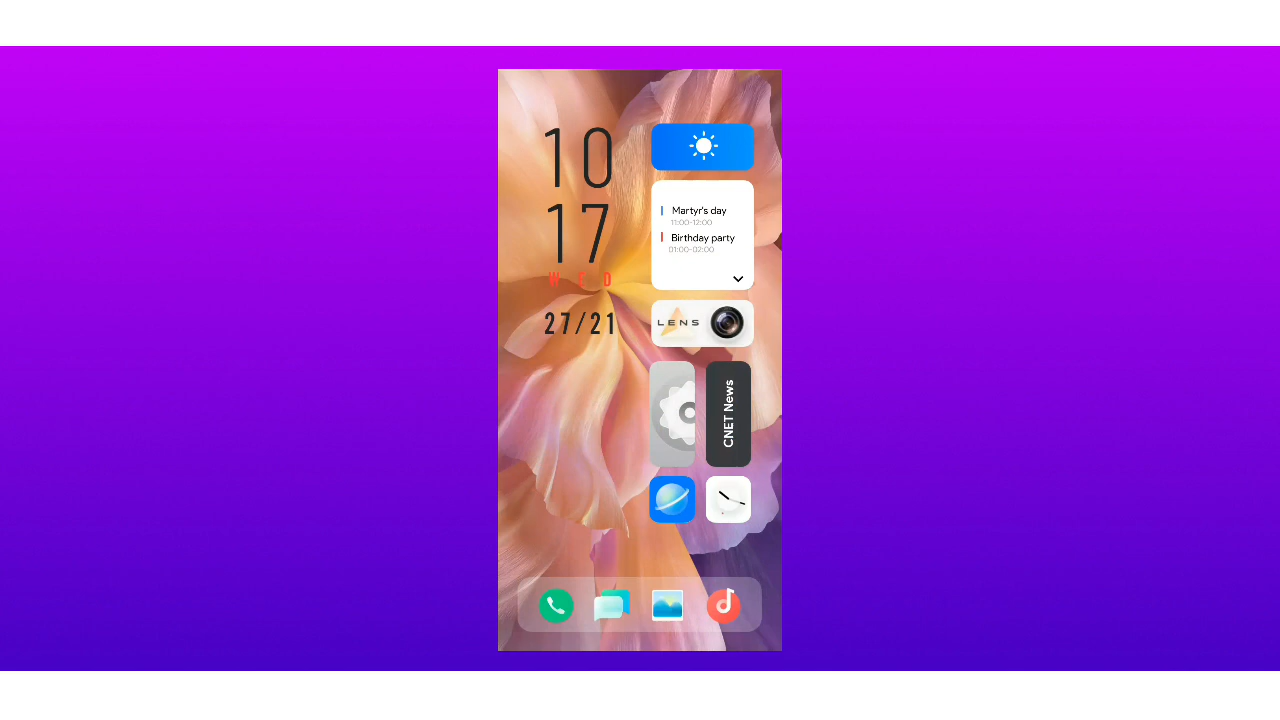 10
17
WED
27/21
Martyr's day
11:00-12:00
Birthday party
01:00-02:00
LENS
CNET News